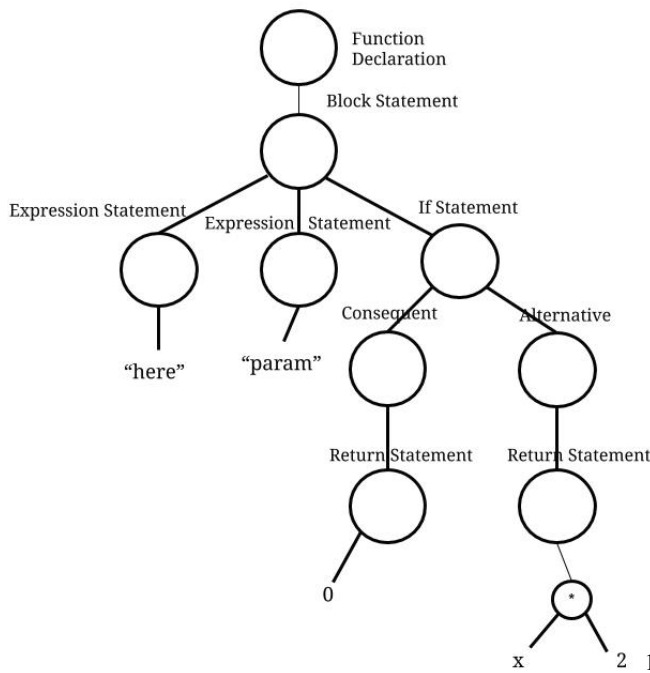 Function
Declaration
Block Statement
Expression Statement
Expression Statement
If Statement
Consequent
Alternative
“here”
“param”
Return Statement
Return Statement
0
*
x
2